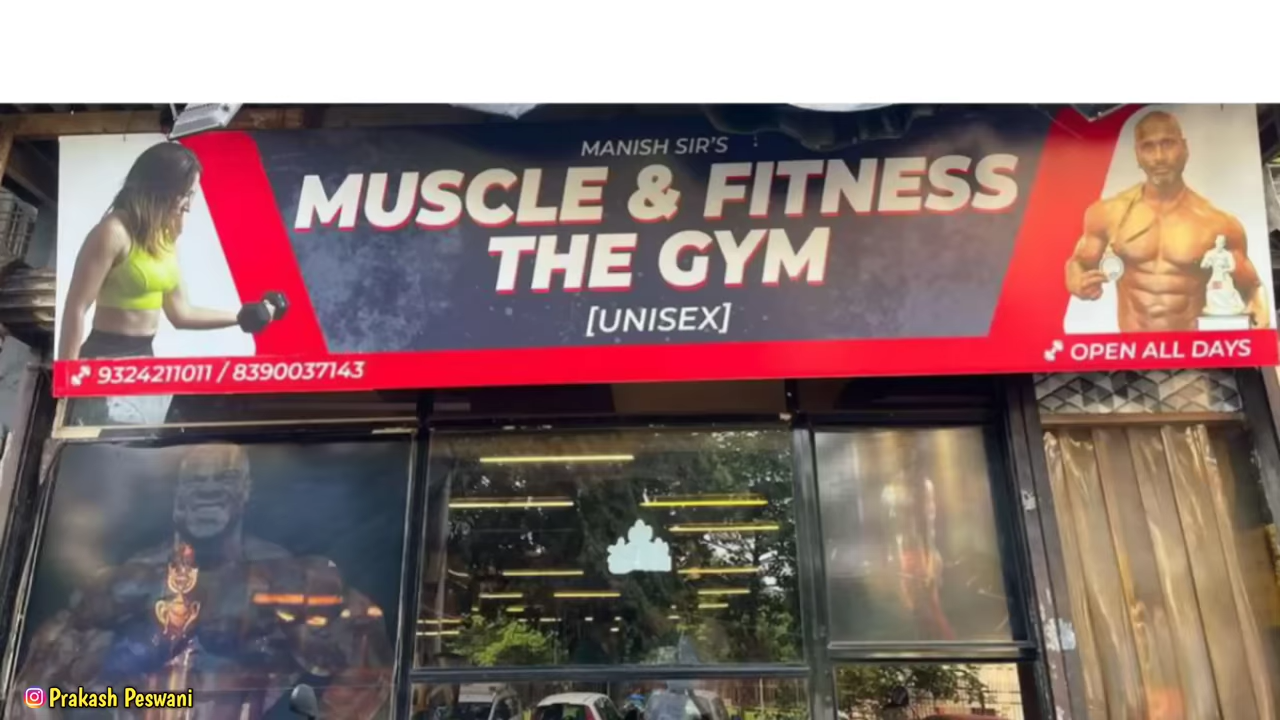 MANISH SIR'S
MUSCLE & FITNESS
THE GYM
[UNISEX]
9324211011 / 8390037143
OPEN ALL DAYS
Prakash Peswani